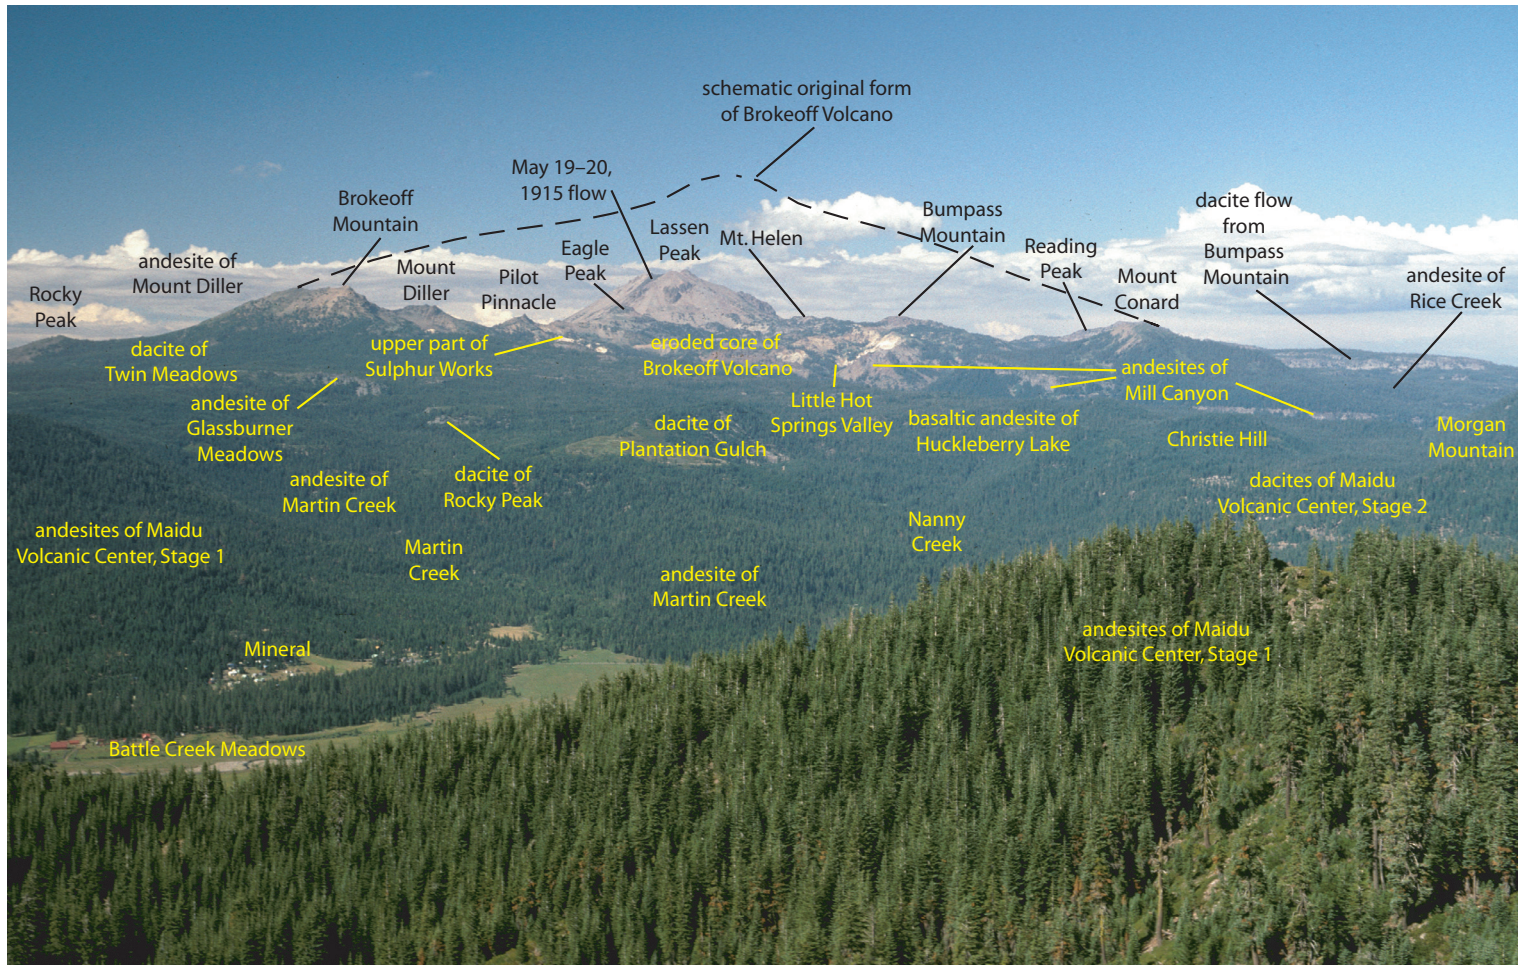 schematic original form
of Brokeoff Volcano
May 19–20,
1915 flow
Brokeoff
Mountain
Lassen
Peak
Mt. Helen
Bumpass
Mountain
dacite flow
from
Bumpass
Mountain
Eagle
Peak
Reading
Peak
andesite of
Mount Diller
Mount
Diller
Pilot
Pinnacle
Mount
Conard
andesite of
Rice Creek
Rocky
Peak
dacite of
Twin Meadows
upper part of
Sulphur Works
eroded core of
Brokeoff Volcano
andesites of
Mill Canyon
andesite of
Glassburner
Meadows
Little Hot
Springs Valley
dacite of
Plantation Gulch
basaltic andesite of
Huckleberry Lake
Christie Hill
Morgan
Mountain
andesite of
Martin Creek
dacite of
Rocky Peak
dacites of Maidu
Volcanic Center, Stage 2
andesites of Maidu
Volcanic Center, Stage 1
Martin
Creek
Nanny
Creek
andesite of
Martin Creek
andesites of Maidu
Volcanic Center, Stage 1
Mineral
Battle Creek Meadows